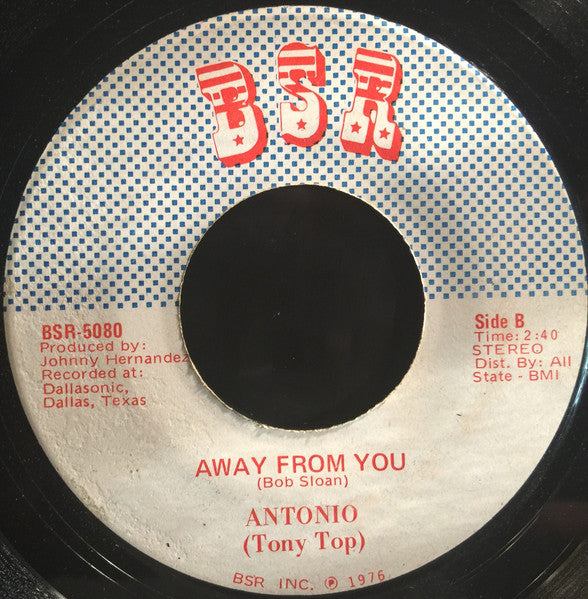 BSR
BSR-5080
Produced by:
Johnny Hernandez
Recorded at:
Dallasonic,
Dallas, Texas
Side B
Time: 2:40
STEREO
Dist. By: All
State - BMI
AWAY FROM YOU
(Bob Sloan)
ANTONIO
(Tony Top)
BSR INC. ℗ 1976